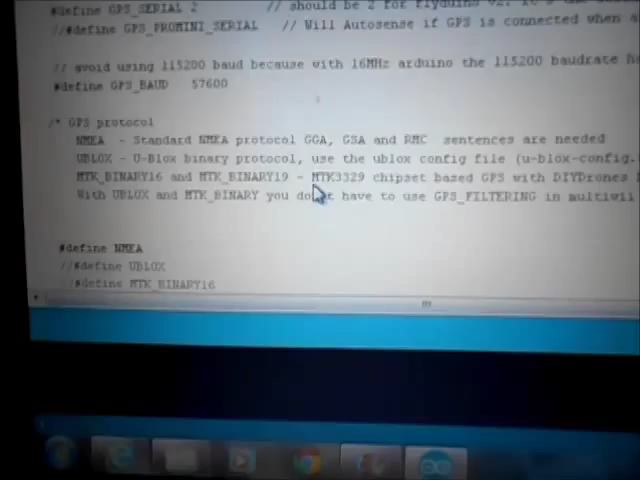 #define GPS_SERIAL 2 // should be 2 for flyduino v2. It's the
//#define GPS_PROMINI_SERIAL // Will Autosense if GPS is connected when
// avoid using 115200 baud because with 16MHz arduino the 115200 baudrate
#define GPS_BAUD 57600
/* GPS protocol
NMEA - Standard NMEA protocol GGA, GSA and RMC sentences are needed
UBLOX - U-Blox binary protocol, use the ublox config file (u-blox-config.
MTK_BINARY16 and MTK_BINARY19 - MTK3329 chipset based GPS with DIYDrones
With UBLOX and MTK_BINARY you don't have to use GPS_FILTERING in multiwii
#define NMEA
//#define UBLOX
//#define MTK_BINARY16